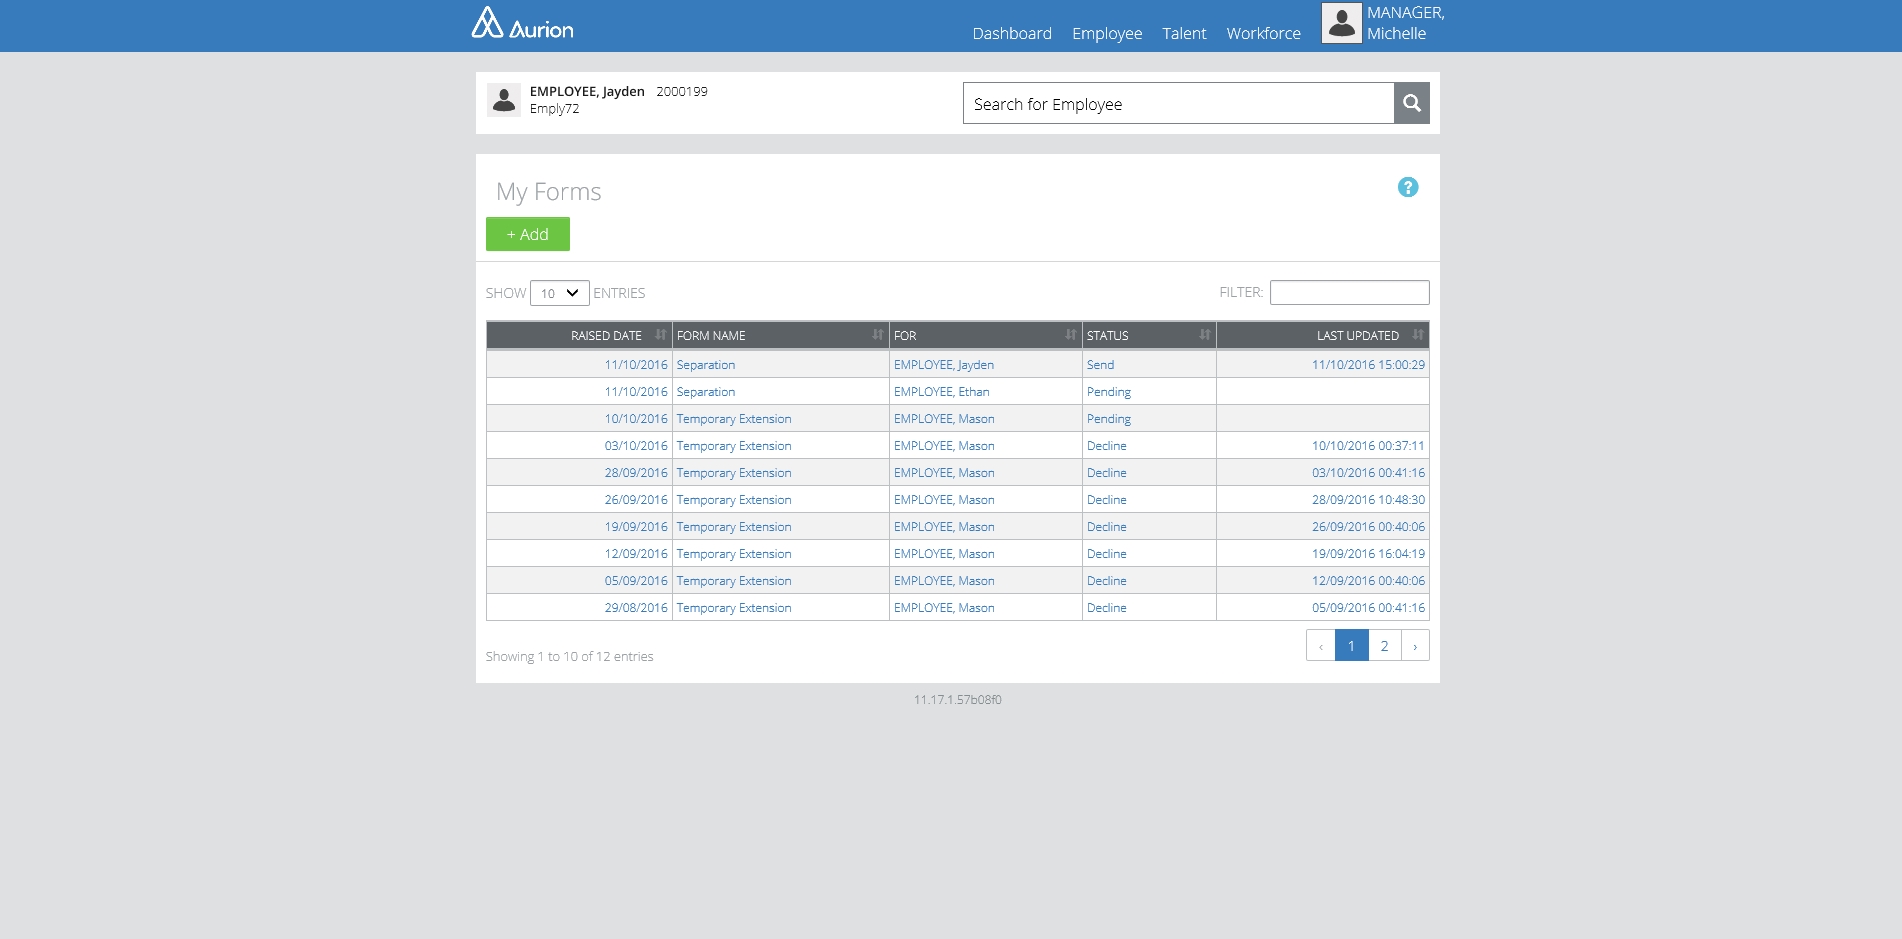 Aurion
Dashboard Employee Talent Workforce MANAGER, Michelle
EMPLOYEE, Jayden 2000199
Emply72
Search for Employee
My Forms
?
+ Add
SHOW 10 ENTRIES FILTER:
RAISED DATE FORM NAME FOR STATUS LAST UPDATED
11/10/2016 Separation EMPLOYEE, Jayden Send 11/10/2016 15:00:29
11/10/2016 Separation EMPLOYEE, Ethan Pending
10/10/2016 Temporary Extension EMPLOYEE, Mason Pending
03/10/2016 Temporary Extension EMPLOYEE, Mason Decline 10/10/2016 00:37:11
28/09/2016 Temporary Extension EMPLOYEE, Mason Decline 03/10/2016 00:41:16
26/09/2016 Temporary Extension EMPLOYEE, Mason Decline 28/09/2016 10:48:30
19/09/2016 Temporary Extension EMPLOYEE, Mason Decline 26/09/2016 00:40:06
12/09/2016 Temporary Extension EMPLOYEE, Mason Decline 19/09/2016 16:04:19
05/09/2016 Temporary Extension EMPLOYEE, Mason Decline 12/09/2016 00:40:06
29/08/2016 Temporary Extension EMPLOYEE, Mason Decline 05/09/2016 00:41:16
Showing 1 to 10 of 12 entries ‹ 1 2 ›
11.17.1.57b08f0